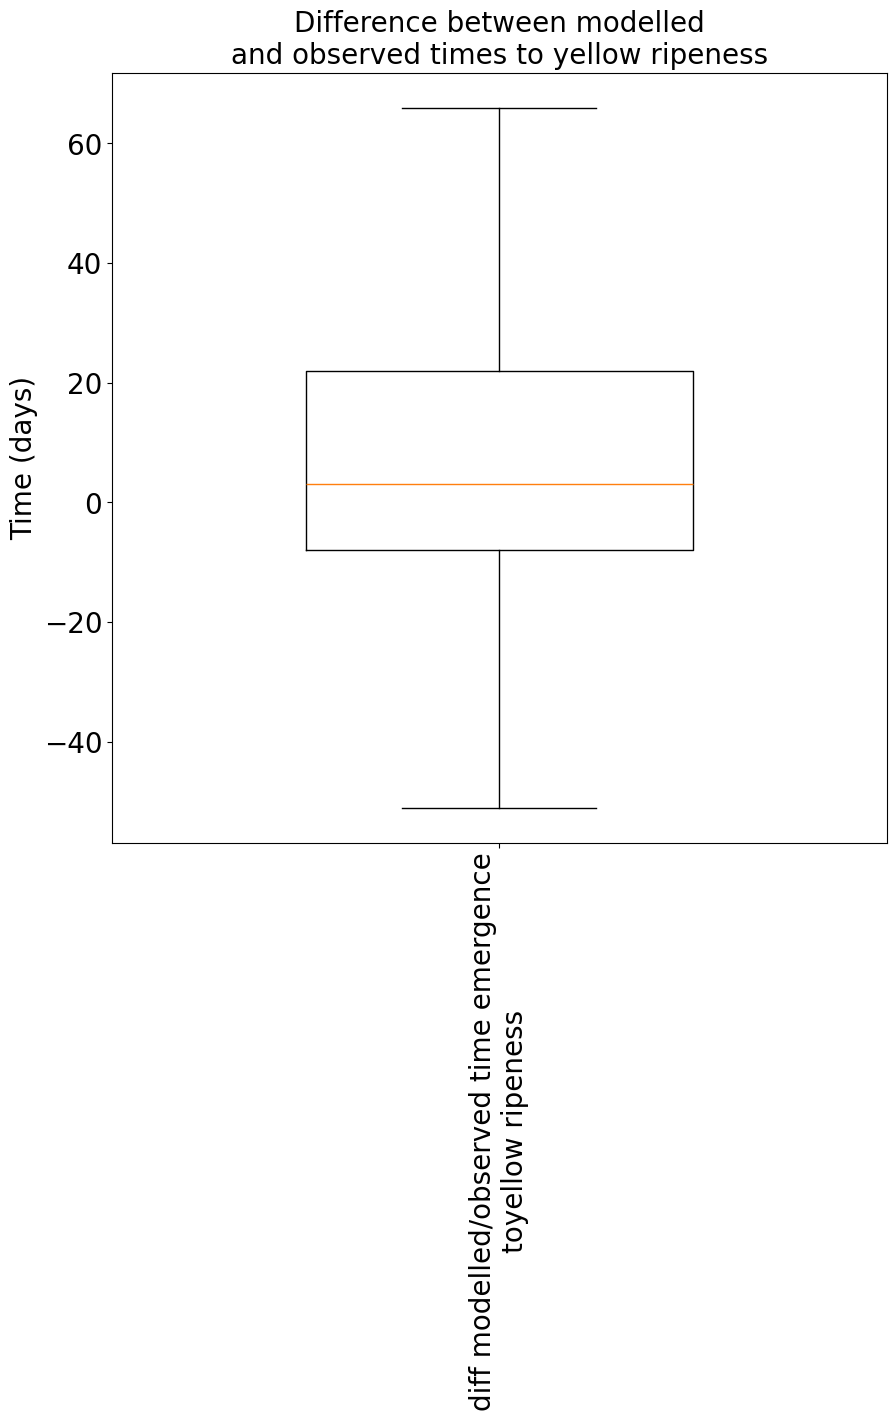 Difference between modelled
and observed times to yellow ripeness
Time (days)
60
40
20
0
−20
−40
diff modelled/observed time emergence
toyellow ripeness